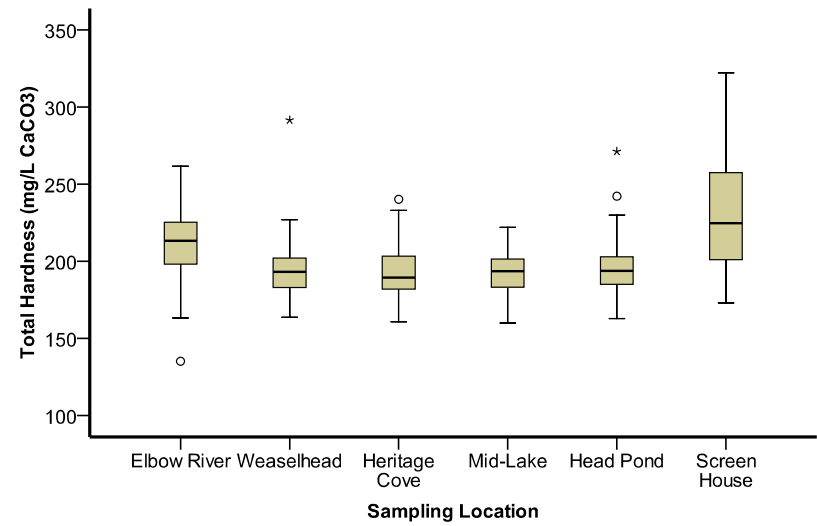 Total Hardness (mg/L CaCO3)
350
300
250
200
150
100
Elbow River Weaselhead Heritage Cove Mid-Lake Head Pond Screen House
Sampling Location